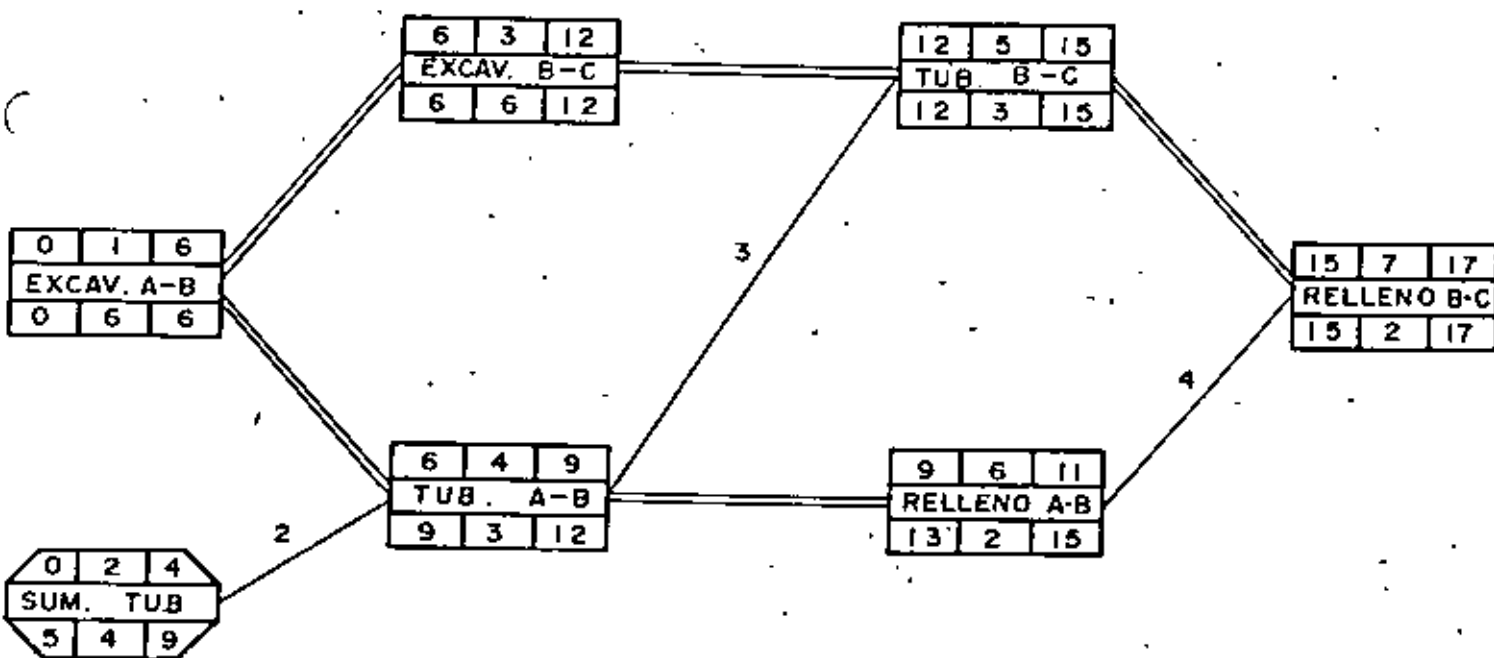 6 3 12
EXCAV. B-C
6 6 12
12 5 15
TUB B-C
12 3 15
0 1 6
EXCAV. A-B
0 6 6
3
15 7 17
RELLENO B-C
15 2 17
4
6 4 9
TUB. A-B
9 3 12
9 6 11
RELLENO A-B
13 2 15
2
0 2 4
SUM. TUB
5 4 9